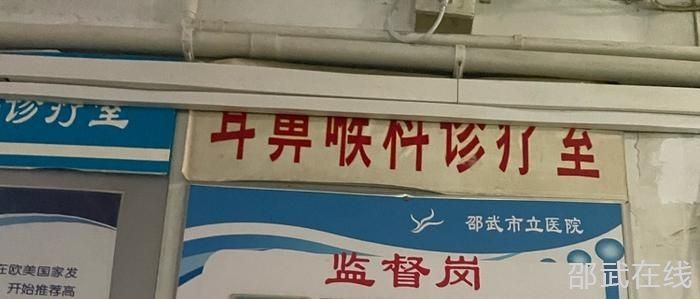 诊疗室
耳鼻喉科诊疗室
邵武市立医院
监督岗
在欧美国家发
开始推荐高
邵武在线